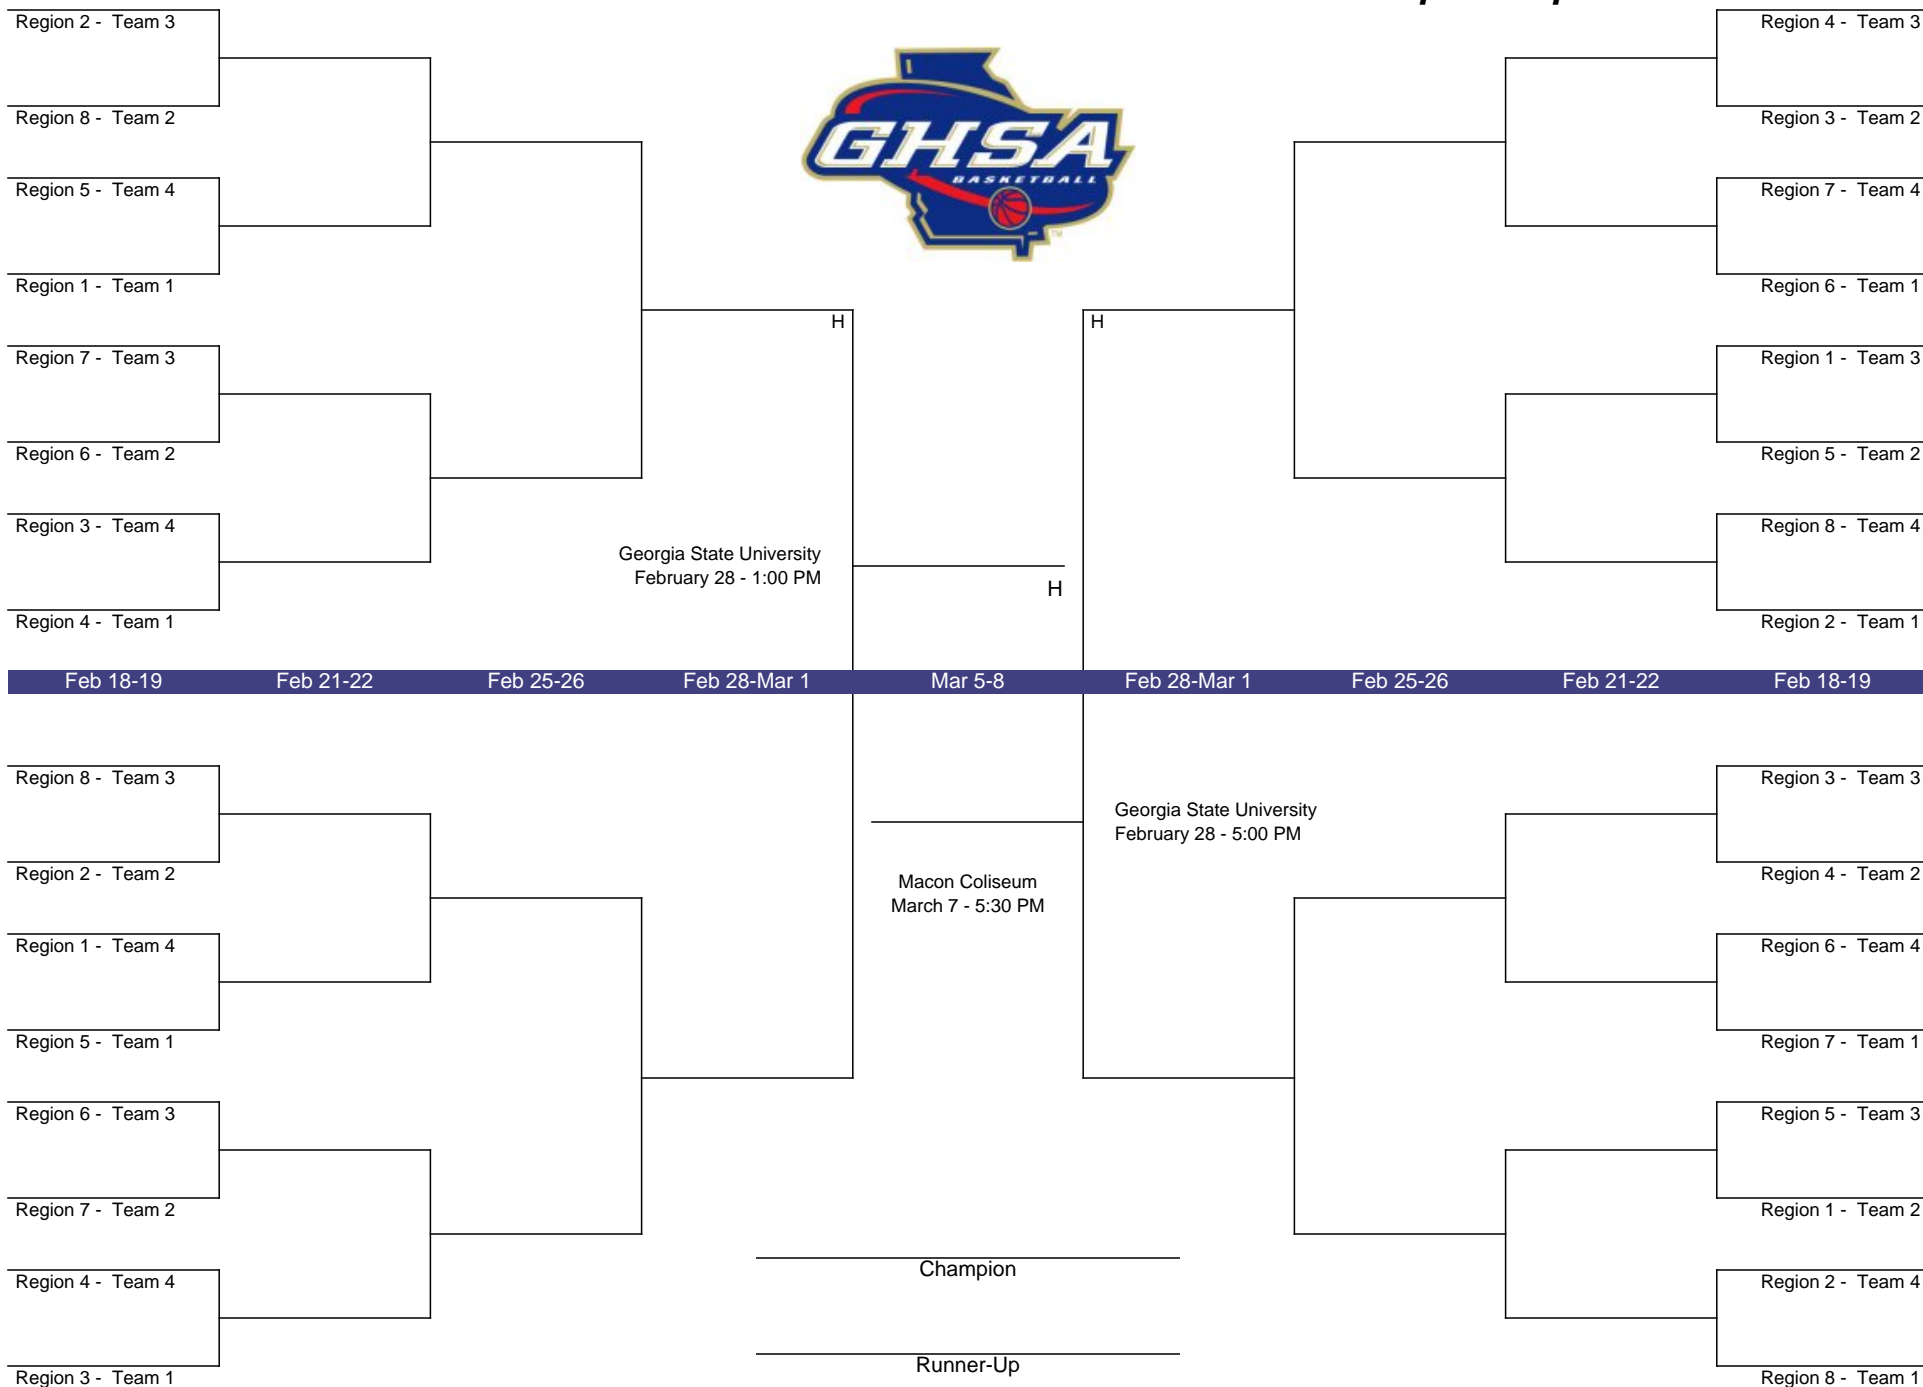 Region 2 - Team 3
Region 8 - Team 2
Region 5 - Team 4
Region 1 - Team 1
Region 7 - Team 3
Region 6 - Team 2
Region 3 - Team 4
Region 4 - Team 1
GHSA
BASKETBALL
TM
H
H
Georgia State University
February 28 - 1:00 PM
H
Region 4 - Team 3
Region 3 - Team 2
Region 7 - Team 4
Region 6 - Team 1
Region 1 - Team 3
Region 5 - Team 2
Region 8 - Team 4
Region 2 - Team 1
Feb 18-19 Feb 21-22 Feb 25-26 Feb 28-Mar 1 Mar 5-8 Feb 28-Mar 1 Feb 25-26 Feb 21-22 Feb 18-19
Region 8 - Team 3
Region 2 - Team 2
Region 1 - Team 4
Region 5 - Team 1
Region 6 - Team 3
Region 7 - Team 2
Region 4 - Team 4
Region 3 - Team 1
Macon Coliseum
March 7 - 5:30 PM
Georgia State University
February 28 - 5:00 PM
Champion
Runner-Up
Region 3 - Team 3
Region 4 - Team 2
Region 6 - Team 4
Region 7 - Team 1
Region 5 - Team 3
Region 1 - Team 2
Region 2 - Team 4
Region 8 - Team 1